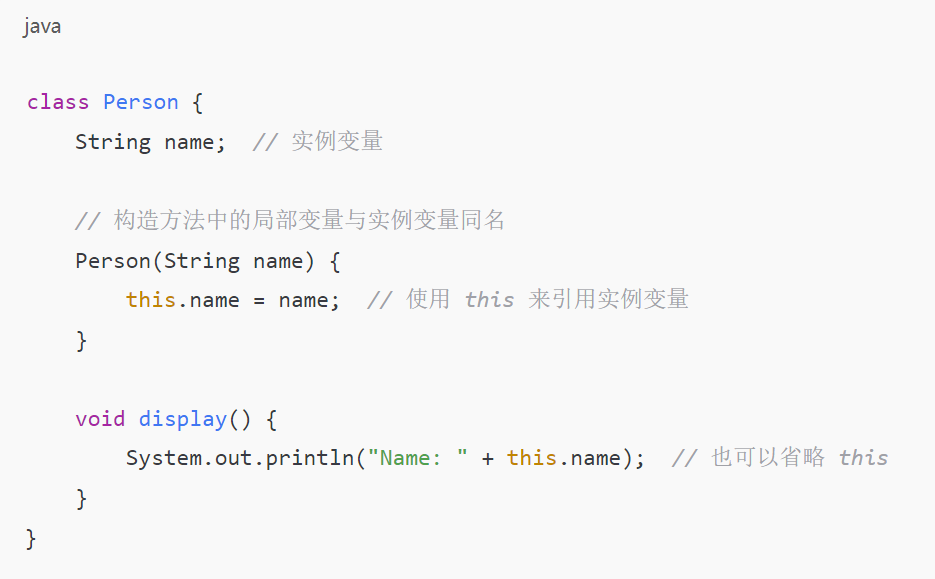 java
class Person {
    String name;  // 实例变量
    // 构造方法中的局部变量与实例变量同名
    Person(String name) {
        this.name = name;  // 使用 this 来引用实例变量
    }
    void display() {
        System.out.println("Name: " + this.name);  // 也可以省略 this
    }
}